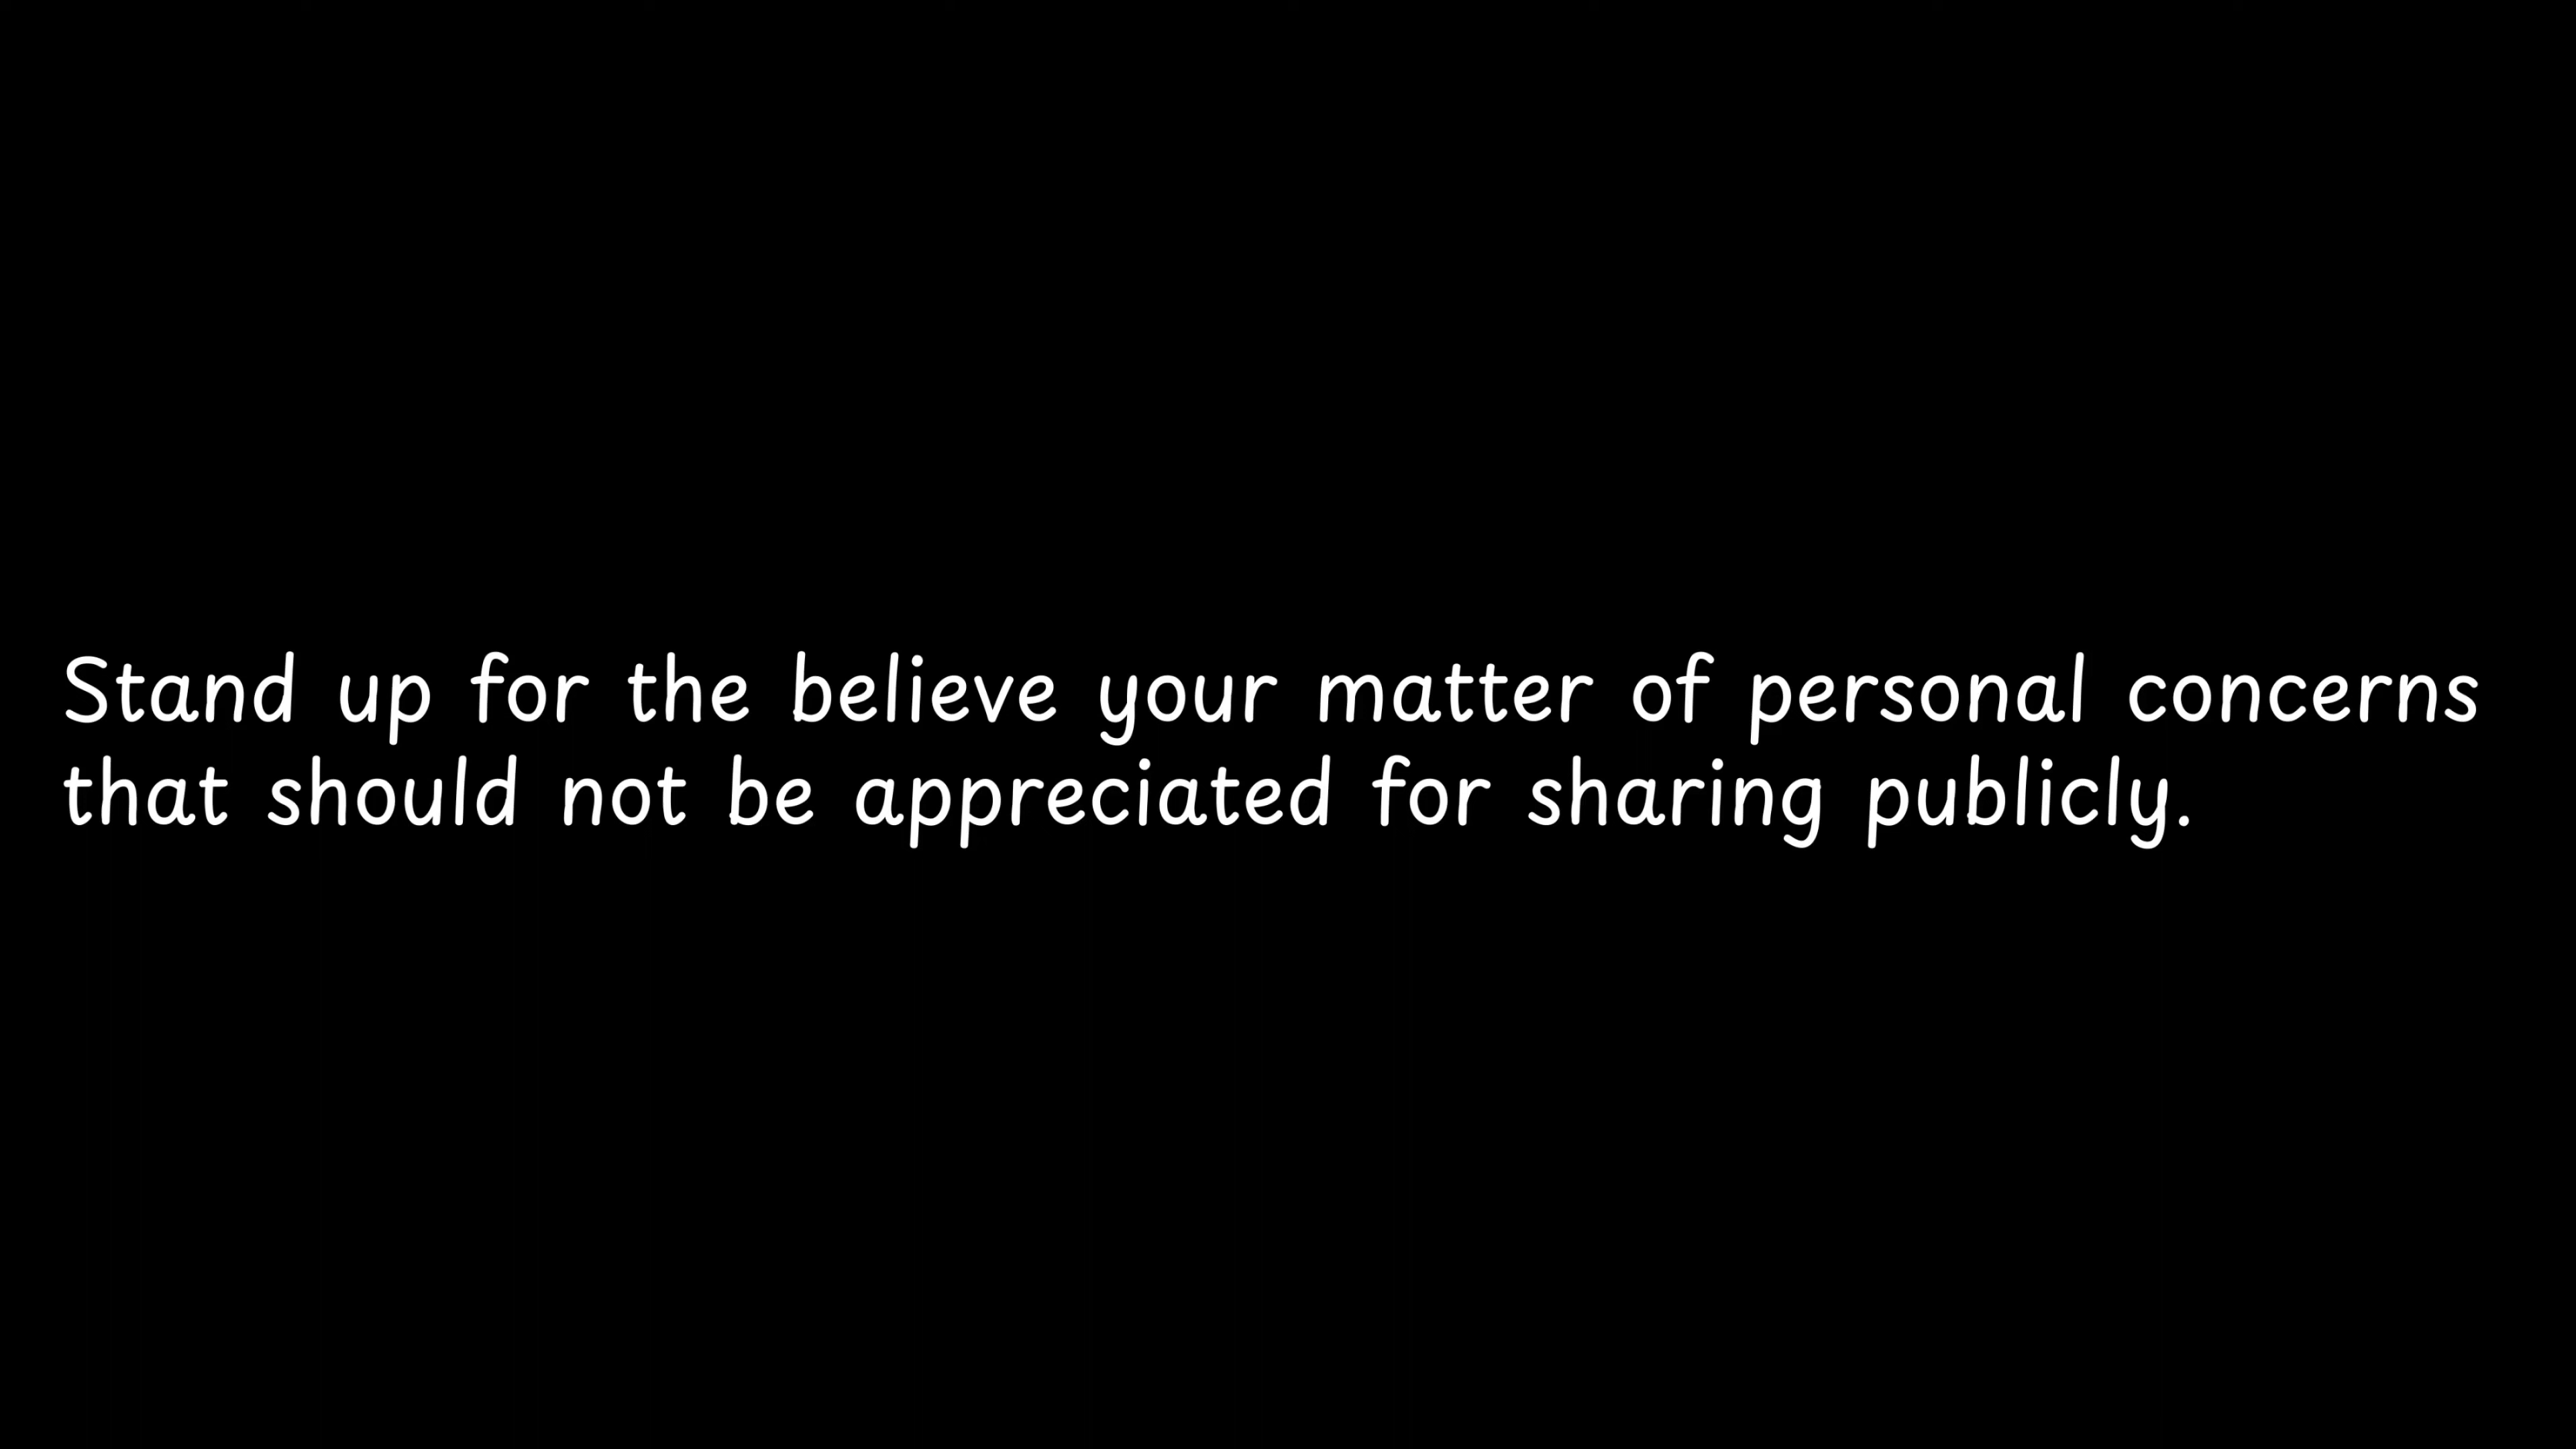 Stand up for the believe your matter of personal concerns
that should not be appreciated for sharing publicly.